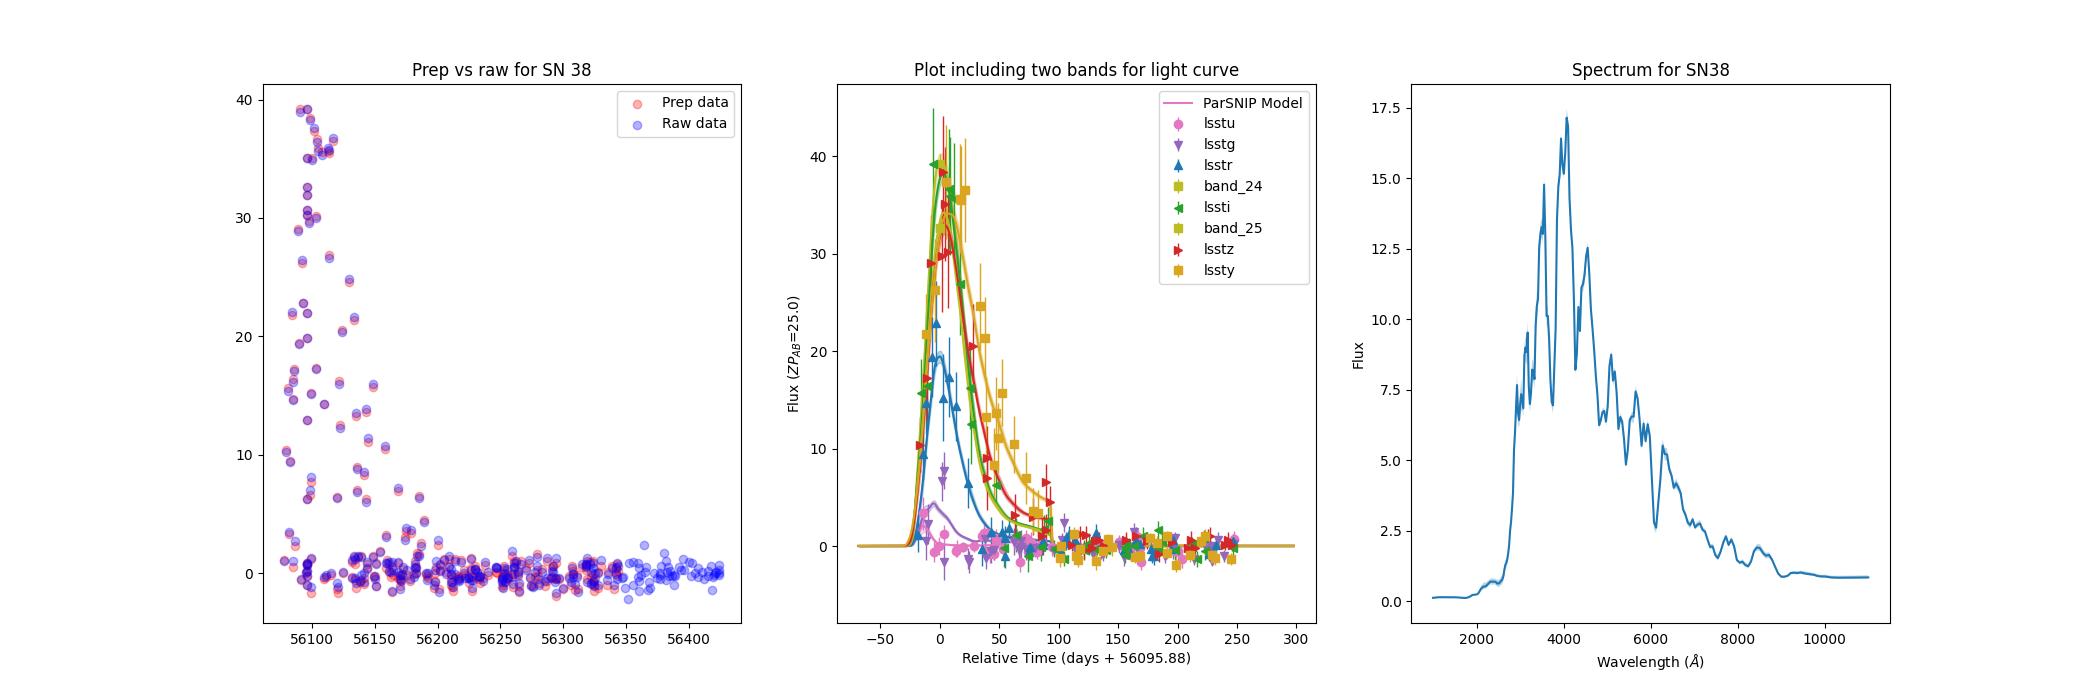 Prep vs raw for SN 38
Prep data
Raw data
40
30
20
10
0
56100
56150
56200
56250
56300
56350
56400
Plot including two bands for light curve
ParSNIP Model
lsstu
lsstg
lsstr
band_24
lssti
band_25
lsstz
lssty
Flux (ZP_AB=25.0)
40
30
20
10
0
−50
0
50
100
150
200
250
300
Relative Time (days + 56095.88)
Spectrum for SN38
Flux
17.5
15.0
12.5
10.0
7.5
5.0
2.5
0.0
2000
4000
6000
8000
10000
Wavelength (Å)